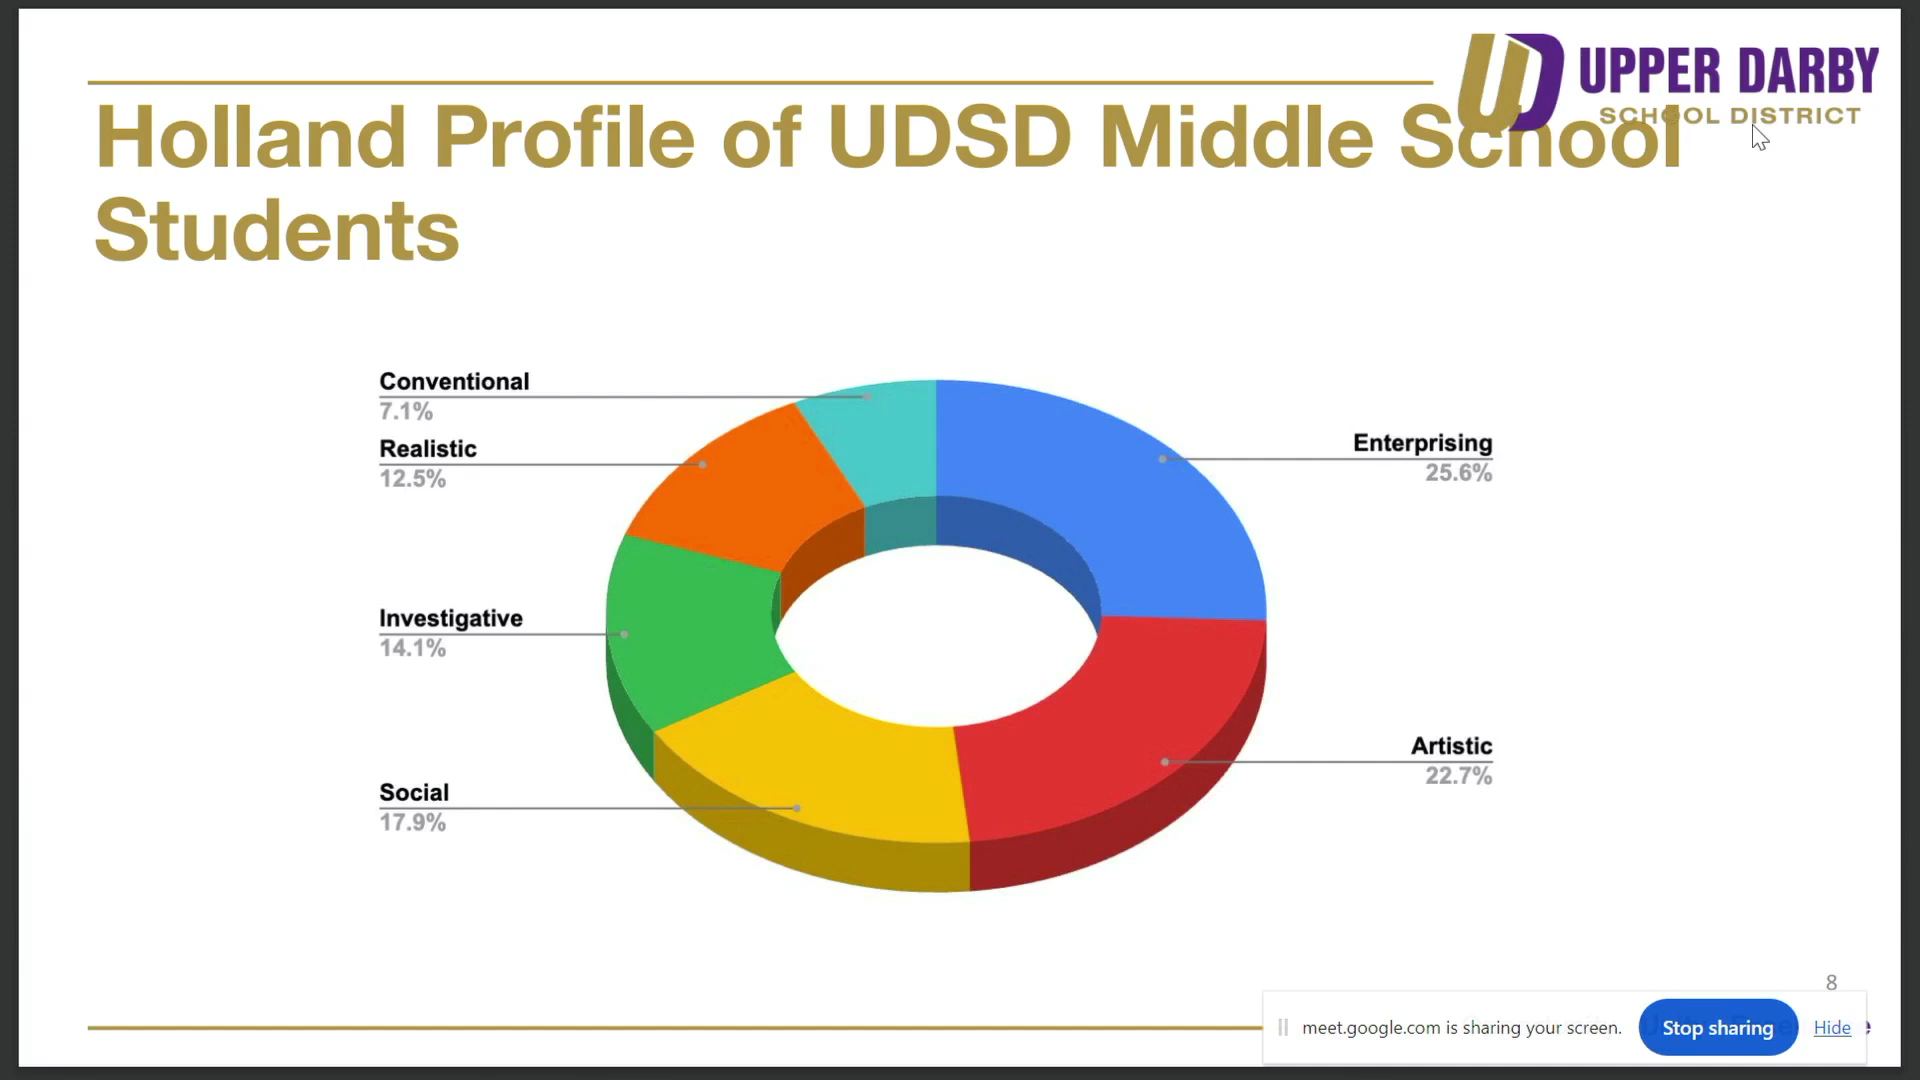 UPPER DARBY
SCHOOL DISTRICT
Holland Profile of UDSD Middle School
Students
Conventional
7.1%
Realistic
12.5%
Enterprising
25.6%
Investigative
14.1%
Artistic
22.7%
Social
17.9%
8
meet.google.com is sharing your screen.
Stop sharing
Hide